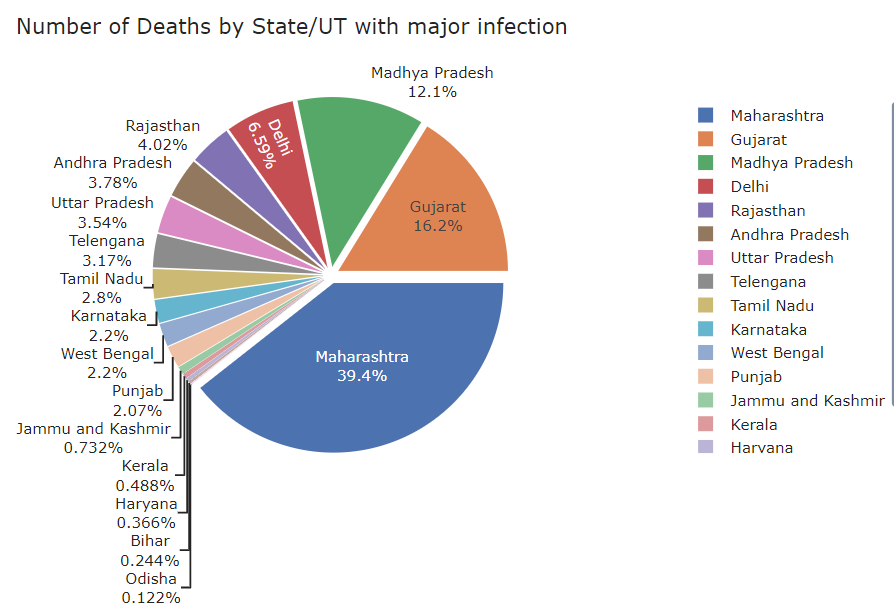 Number of Deaths by State/UT with major infection
Madhya Pradesh
12.1%
Delhi
6.59%
Rajasthan
4.02%
Andhra Pradesh
3.78%
Uttar Pradesh
3.54%
Telengana
3.17%
Tamil Nadu
2.8%
Karnataka
2.2%
West Bengal
2.2%
Punjab
2.07%
Jammu and Kashmir
0.732%
Kerala
0.488%
Haryana
0.366%
Bihar
0.244%
Odisha
0.122%
Gujarat
16.2%
Maharashtra
39.4%
Maharashtra
Gujarat
Madhya Pradesh
Delhi
Rajasthan
Andhra Pradesh
Uttar Pradesh
Telengana
Tamil Nadu
Karnataka
West Bengal
Punjab
Jammu and Kashmir
Kerala
Haryana